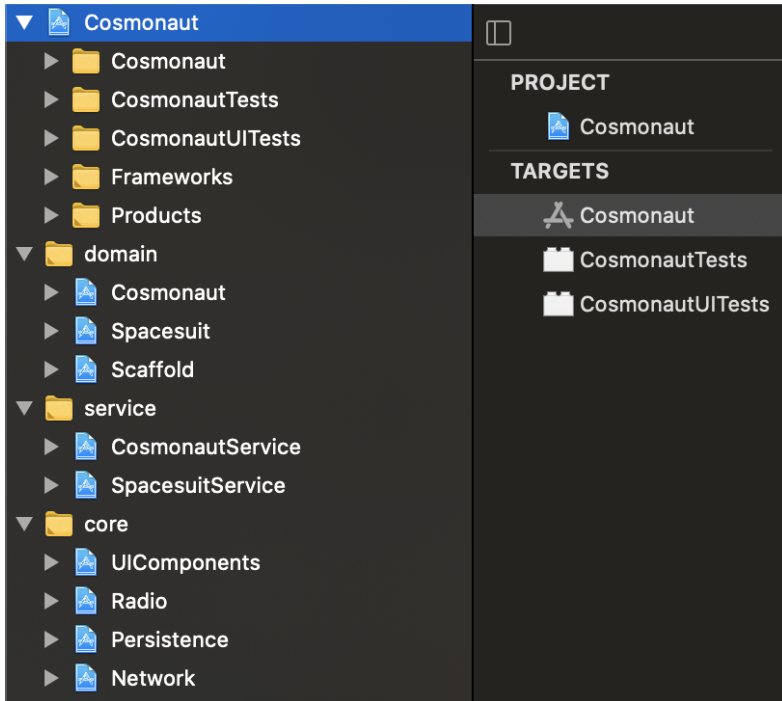 Cosmonaut
Cosmonaut
CosmonautTests
CosmonautUITests
Frameworks
Products
domain
Cosmonaut
Spacesuit
Scaffold
service
CosmonautService
SpacesuitService
core
UIComponents
Radio
Persistence
Network
PROJECT
Cosmonaut
TARGETS
Cosmonaut
CosmonautTests
CosmonautUITests